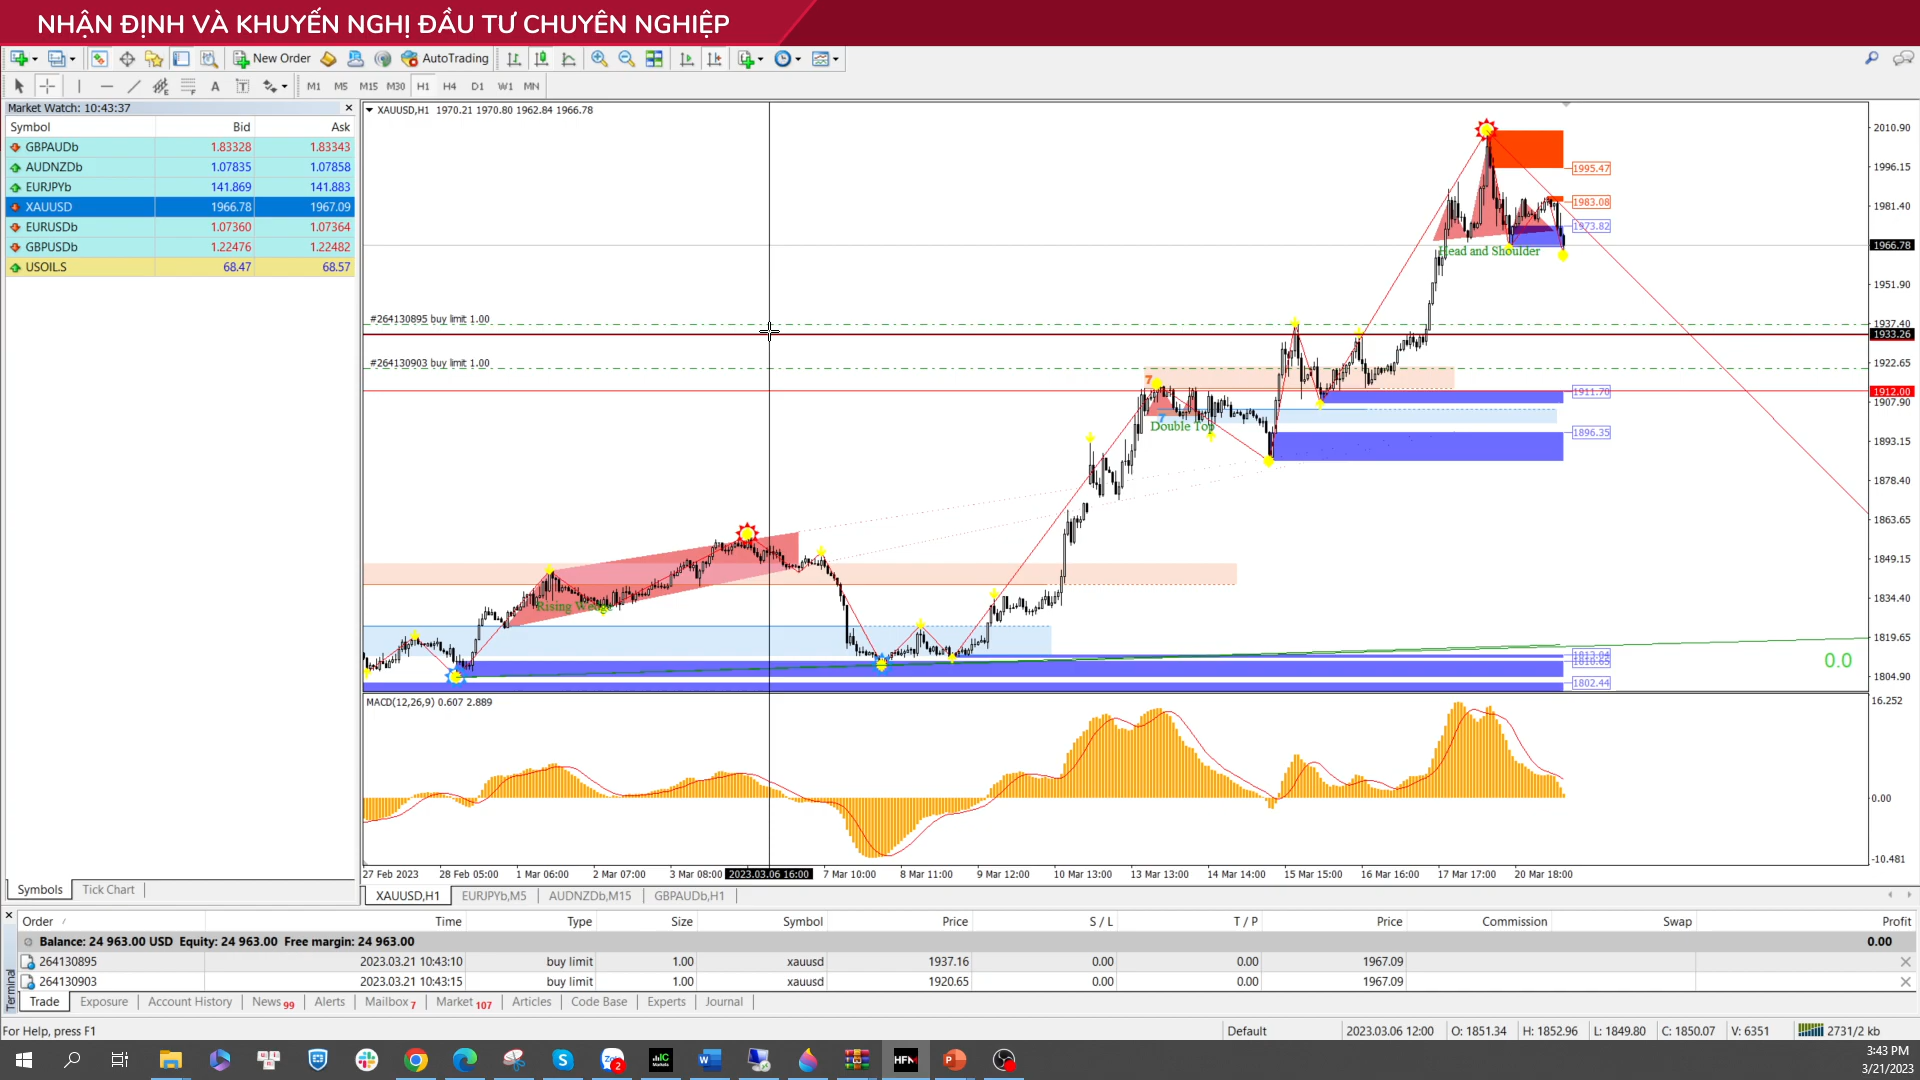 NHẬN ĐỊNH VÀ KHUYẾN NGHỊ ĐẦU TƯ CHUYÊN NGHIỆP
New Order AutoTrading
A T M1 M5 M15 M30 H1 H4 D1 W1 MN
Market Watch: 10:43:37
Symbol Bid Ask
GBPAUDb 1.83328 1.83343
AUDNZDb 1.07835 1.07858
EURJPYb 141.869 141.883
XAUUSD 1966.78 1967.09
EURUSDb 1.07360 1.07364
GBPUSDb 1.22476 1.22482
USOIL.S 68.47 68.57
Symbols Tick Chart
XAUUSD,H1 1970.21 1970.80 1962.84 1966.78
2010.90
1996.15
1995.47
1983.08
1981.40
1973.82
Head and Shoulder
1966.78
1951.90
#264130895 buy limit 1.00
1937.40
1933.26
#264130903 buy limit 1.00
1922.65
7
1911.70
1912.00
1907.90
7
Double Top
1896.35
1893.15
1878.40
1863.65
1849.15
1834.40
Rising Wedge
1819.65
1813.04
1810.65
0.0
1802.44
1804.90
MACD(12,26,9) 0.607 2.889
16.252
0.00
-10.481
27 Feb 2023 28 Feb 05:00 1 Mar 06:00 2 Mar 07:00 3 Mar 08:00 2023.03.06 16:00 7 Mar 10:00 8 Mar 11:00 9 Mar 12:00 10 Mar 13:00 13 Mar 13:00 14 Mar 14:00 15 Mar 15:00 16 Mar 16:00 17 Mar 17:00 20 Mar 18:00
XAUUSD,H1 EURJPYb,M5 AUDNZDb,M15 GBPAUDb,H1
Order Time Type Size Symbol Price S / L T / P Price Commission Swap Profit
Balance: 24 963.00 USD Equity: 24 963.00 Free margin: 24 963.00 0.00
264130895 2023.03.21 10:43:10 buy limit 1.00 xauusd 1937.16 0.00 0.00 1967.09
264130903 2023.03.21 10:43:15 buy limit 1.00 xauusd 1920.65 0.00 0.00 1967.09
Terminal
Trade Exposure Account History News 99 Alerts Mailbox 7 Market 107 Articles Code Base Experts Journal
For Help, press F1 Default 2023.03.06 12:00 O: 1851.34 H: 1852.96 L: 1849.80 C: 1850.07 V: 6351 2731/2 kb
2 HFM
3:43 PM
3/21/2023